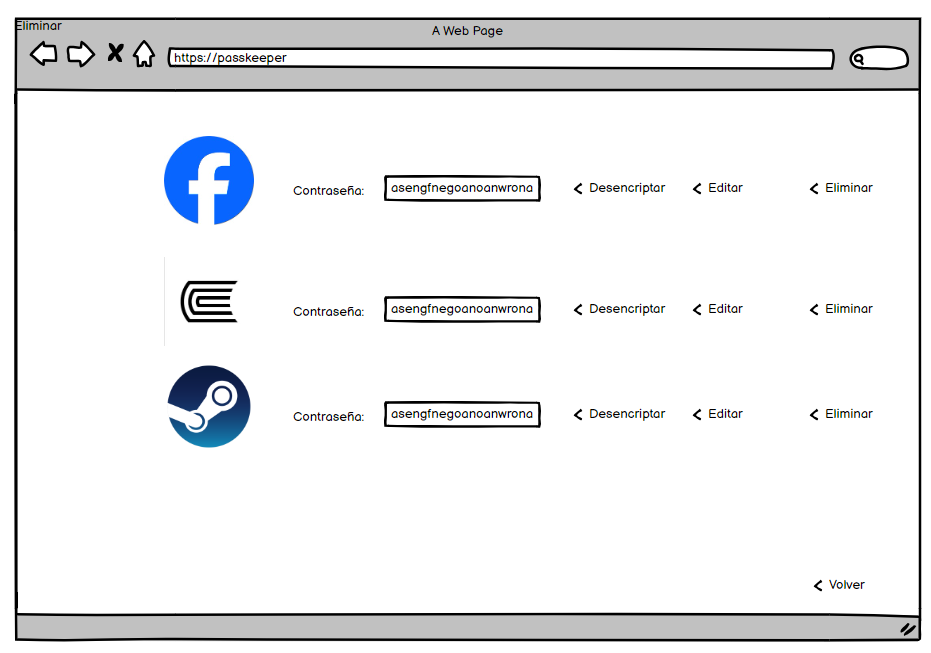 Eliminar
A Web Page
https://passkeeper
Contraseña: asengfnegoanoanwrona Desencriptar Editar Eliminar
Contraseña: asengfnegoanoanwrona Desencriptar Editar Eliminar
Contraseña: asengfnegoanoanwrona Desencriptar Editar Eliminar
Volver